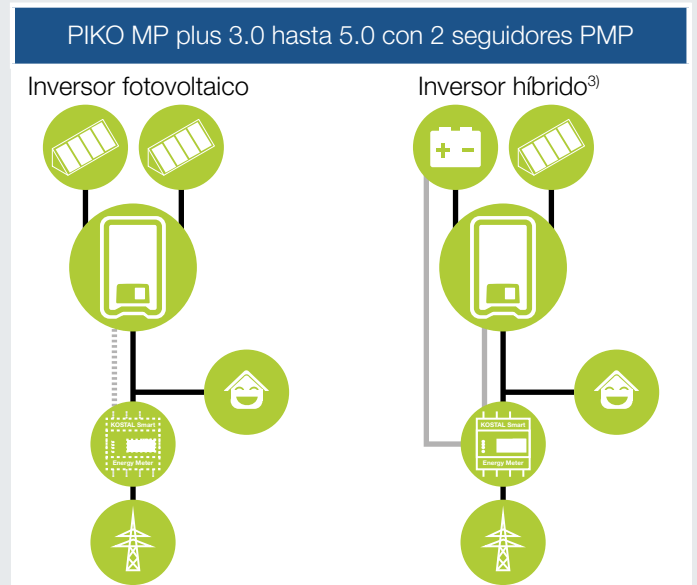 PIKO MP plus 3.0 hasta 5.0 con 2 seguidores PMP
Inversor fotovoltaico
Inversor híbrido3)
KOSTAL Smart
Energy Meter
KOSTAL Smart
Energy Meter